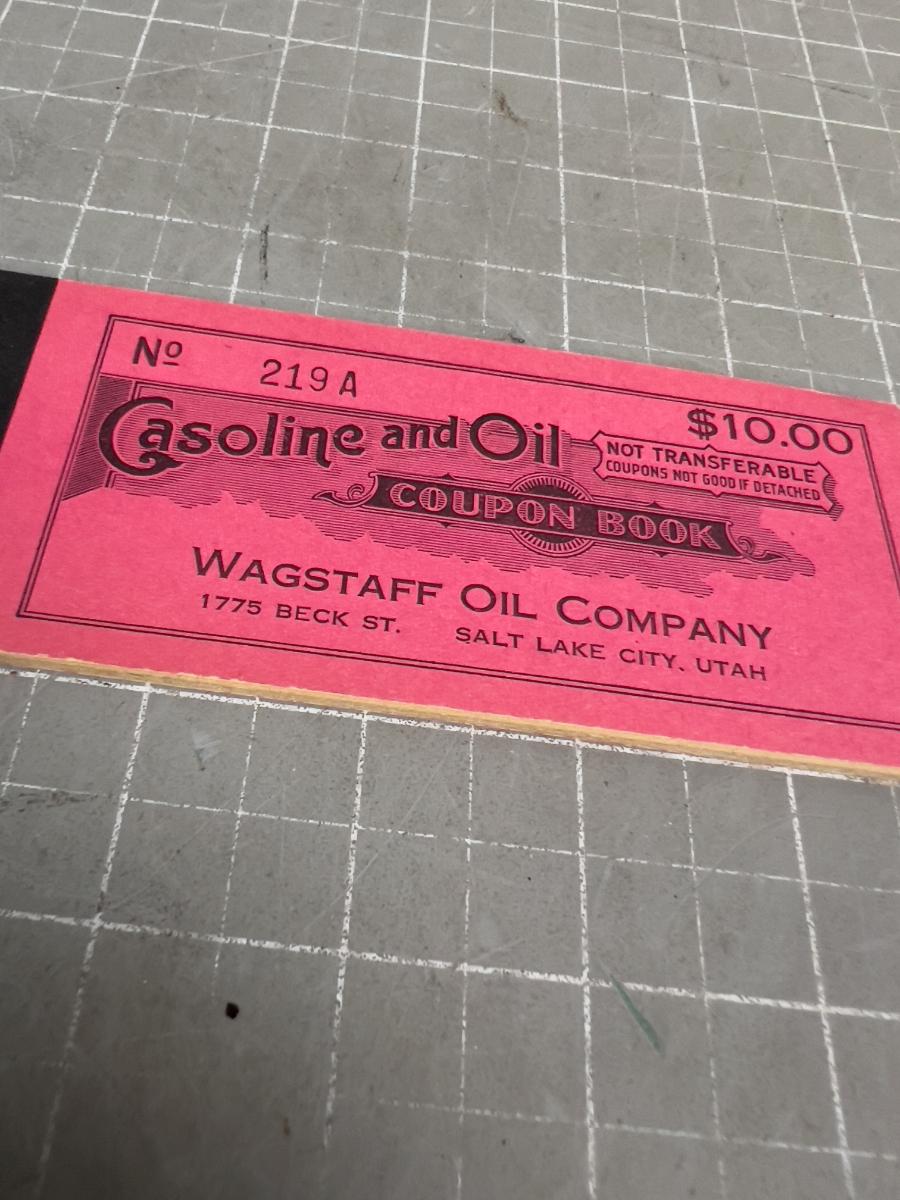 Nº 219 A
$10.00
Gasoline and Oil
NOT TRANSFERABLE
COUPONS NOT GOOD IF DETACHED
COUPON BOOK
WAGSTAFF OIL COMPANY
1775 BECK ST. SALT LAKE CITY, UTAH